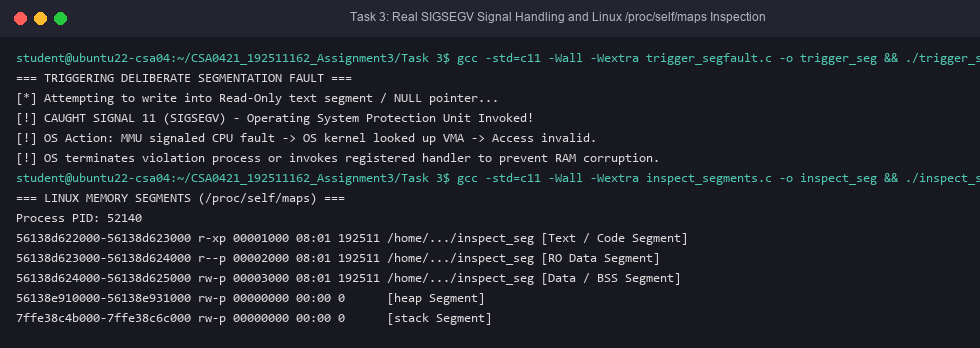 Task 3: Real SIGSEGV Signal Handling and Linux /proc/self/maps Inspection
student@ubuntu22-csa04:~/CSA0421_192511162_Assignment3/Task 3$ gcc -std=c11 -Wall -Wextra trigger_segfault.c -o trigger_seg && ./trigger_s
=== TRIGGERING DELIBERATE SEGMENTATION FAULT ===
[*] Attempting to write into Read-Only text segment / NULL pointer...
[!] CAUGHT SIGNAL 11 (SIGSEGV) - Operating System Protection Unit Invoked!
[!] OS Action: MMU signaled CPU fault -> OS kernel looked up VMA -> Access invalid.
[!] OS terminates violation process or invokes registered handler to prevent RAM corruption.
student@ubuntu22-csa04:~/CSA0421_192511162_Assignment3/Task 3$ gcc -std=c11 -Wall -Wextra inspect_segments.c -o inspect_seg && ./inspect_s
=== LINUX MEMORY SEGMENTS (/proc/self/maps) ===
Process PID: 52140
56138d622000-56138d623000 r-xp 00001000 08:01 192511 /home/.../inspect_seg [Text / Code Segment]
56138d623000-56138d624000 r--p 00002000 08:01 192511 /home/.../inspect_seg [RO Data Segment]
56138d624000-56138d625000 rw-p 00003000 08:01 192511 /home/.../inspect_seg [Data / BSS Segment]
56138e910000-56138e931000 rw-p 00000000 00:00 0      [heap Segment]
7ffe38c4b000-7ffe38c6c000 rw-p 00000000 00:00 0      [stack Segment]